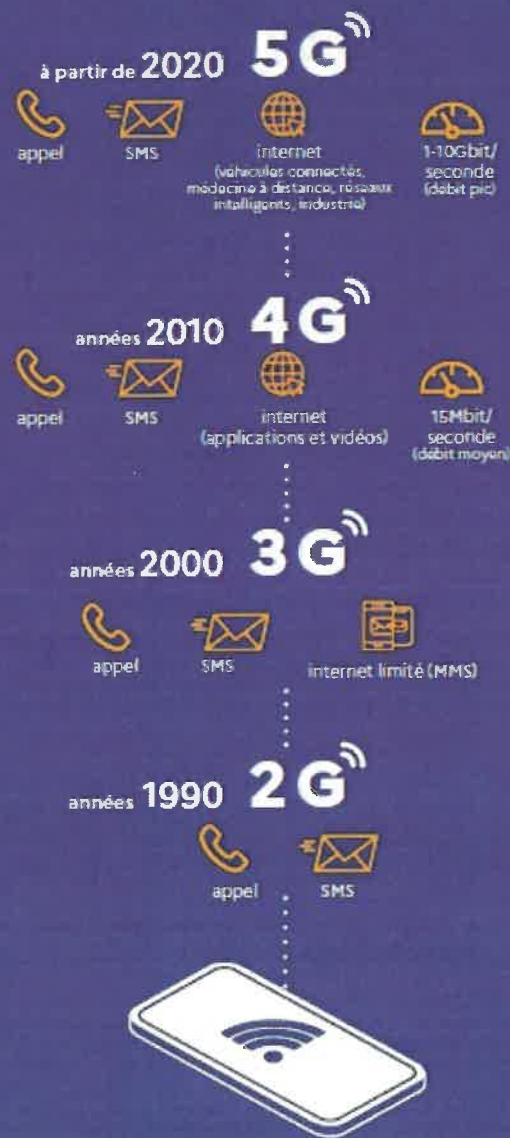 à partir de 2020 5G
appel
SMS
internet
(véhicules connectés,
médecine à distance, réseaux
intelligents, industrie)
1-10Gbit/
seconde
(débit pic)
années 2010 4G
appel
SMS
internet
(applications et vidéos)
15Mbit/
seconde
(débit moyen)
années 2000 3G
appel
SMS
internet limité (MMS)
années 1990 2G
appel
SMS